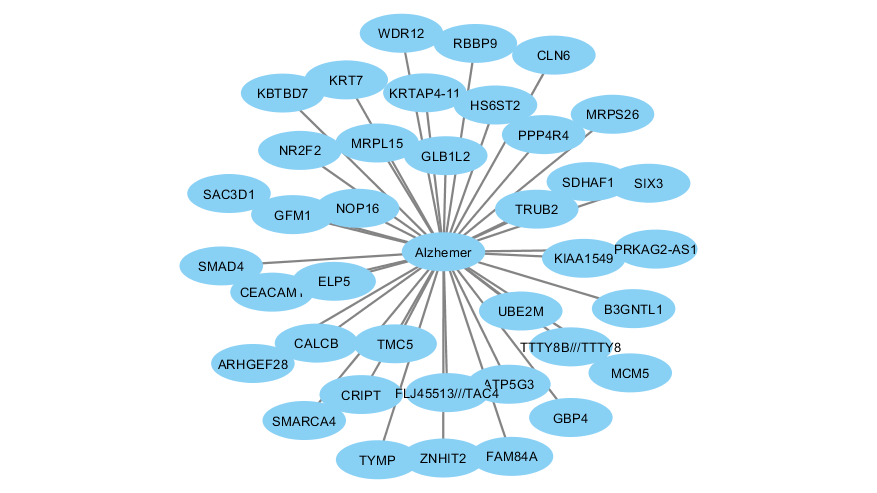 WDR12
RBBP9
CLN6
KRT7
KBTBD7
KRTAP4-11
HS6ST2
MRPS26
PPP4R4
MRPL15
NR2F2
GLB1L2
SDHAF1
SIX3
SAC3D1
NOP16
TRUB2
GFM1
PRKAG2-AS1
Alzhemer
KIAA1549
SMAD4
ELP5
B3GNTL1
UBE2M
CALCB
TMC5
TTTY8B///TTTY8
ARHGEF28
MCM5
ATP5G3
FLJ45513///TAC4
CRIPT
GBP4
SMARCA4
FAM84A
ZNHIT2
TYMP